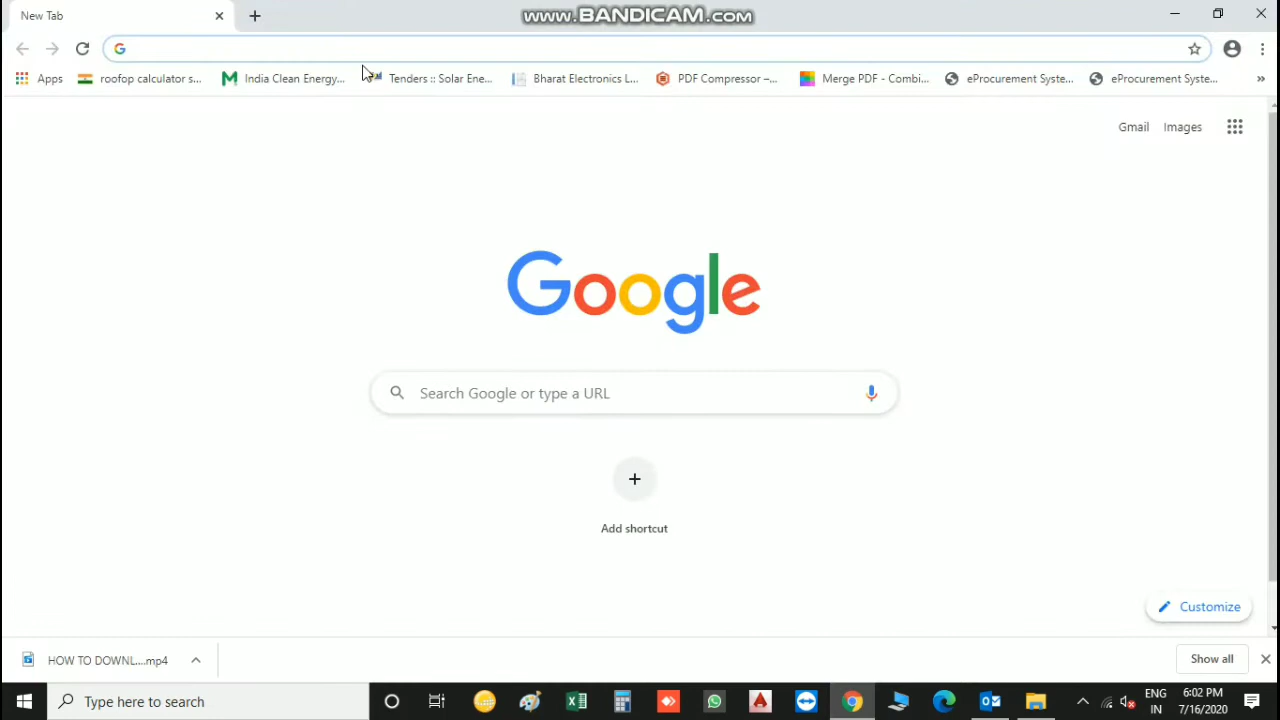 New Tab
www.BANDICAM.com
Apps
roofop calculator s...
India Clean Energy...
Tenders :: Solar Ene...
Bharat Electronics L...
PDF Compressor –...
Merge PDF - Combi...
eProcurement Syste...
eProcurement Syste...
Gmail
Images
Google
Search Google or type a URL
Add shortcut
Customize
HOW TO DOWNL....mp4
Show all
Type here to search
ENG
IN
6:02 PM
7/16/2020